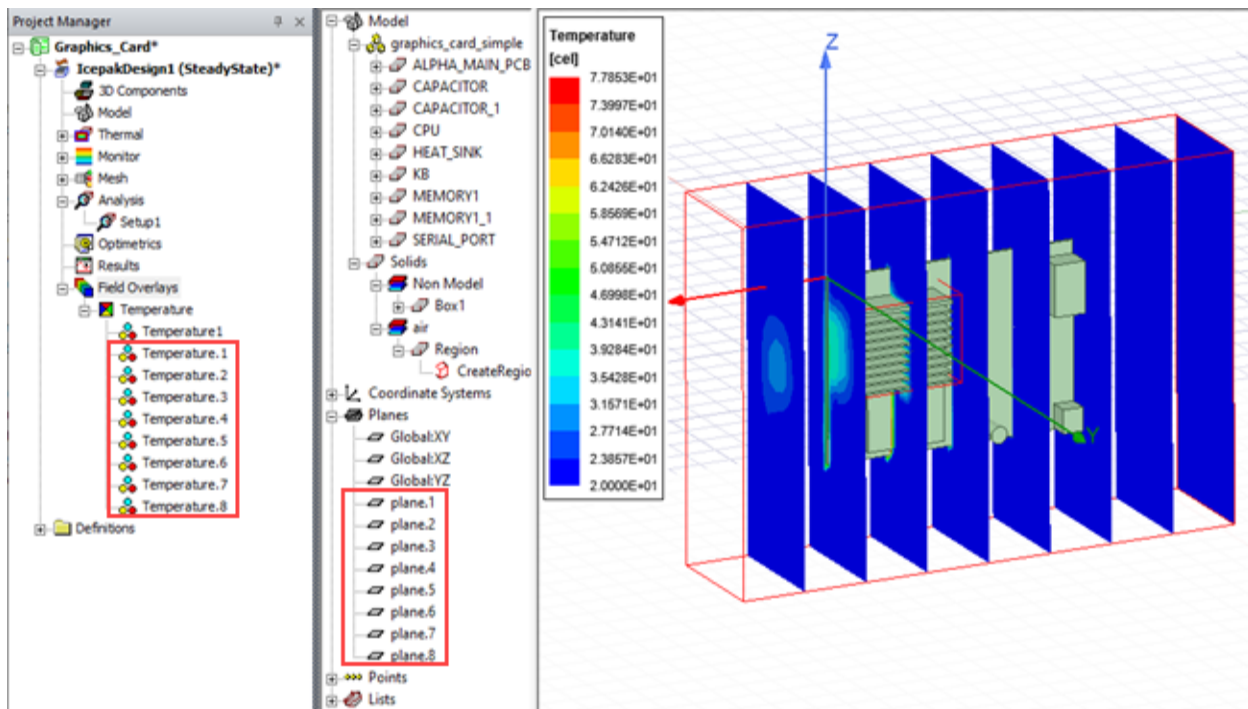 Project Manager
Graphics_Card*
IcepakDesign1 (SteadyState)*
3D Components
Model
Thermal
Monitor
Mesh
Analysis
Setup1
Optimetrics
Results
Field Overlays
Temperature
Temperature1
Temperature.1
Temperature.2
Temperature.3
Temperature.4
Temperature.5
Temperature.6
Temperature.7
Temperature.8
Definitions
Model
graphics_card_simple
ALPHA_MAIN_PCB
CAPACITOR
CAPACITOR_1
CPU
HEAT_SINK
KB
MEMORY1
MEMORY1_1
SERIAL_PORT
Solids
Non Model
Box1
air
Region
CreateRegio
Coordinate Systems
Planes
Global:XY
Global:XZ
Global:YZ
plane.1
plane.2
plane.3
plane.4
plane.5
plane.6
plane.7
plane.8
Points
Lists
Temperature
[cel]
7.7853E+01
7.3997E+01
7.0140E+01
6.6283E+01
6.2426E+01
5.8569E+01
5.4712E+01
5.0855E+01
4.6998E+01
4.3141E+01
3.9284E+01
3.5428E+01
3.1571E+01
2.7714E+01
2.3857E+01
2.0000E+01
Z
Y